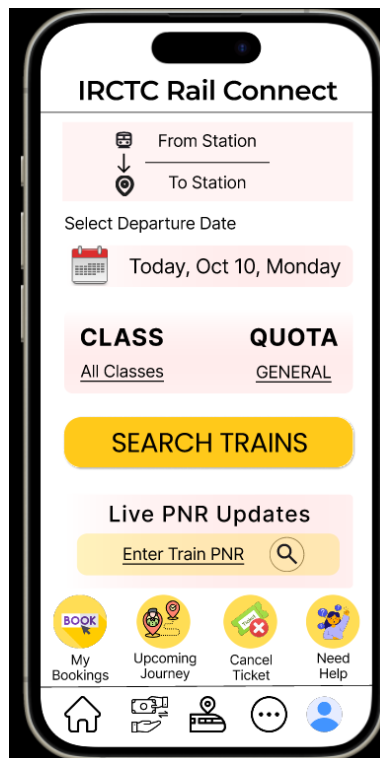 IRCTC Rail Connect
From Station
To Station
Select Departure Date
Today, Oct 10, Monday
CLASS
QUOTA
All Classes
GENERAL
SEARCH TRAINS
Live PNR Updates
Enter Train PNR
BOOK
Ticket
My
Bookings
Upcoming
Journey
Cancel
Ticket
Need
Help